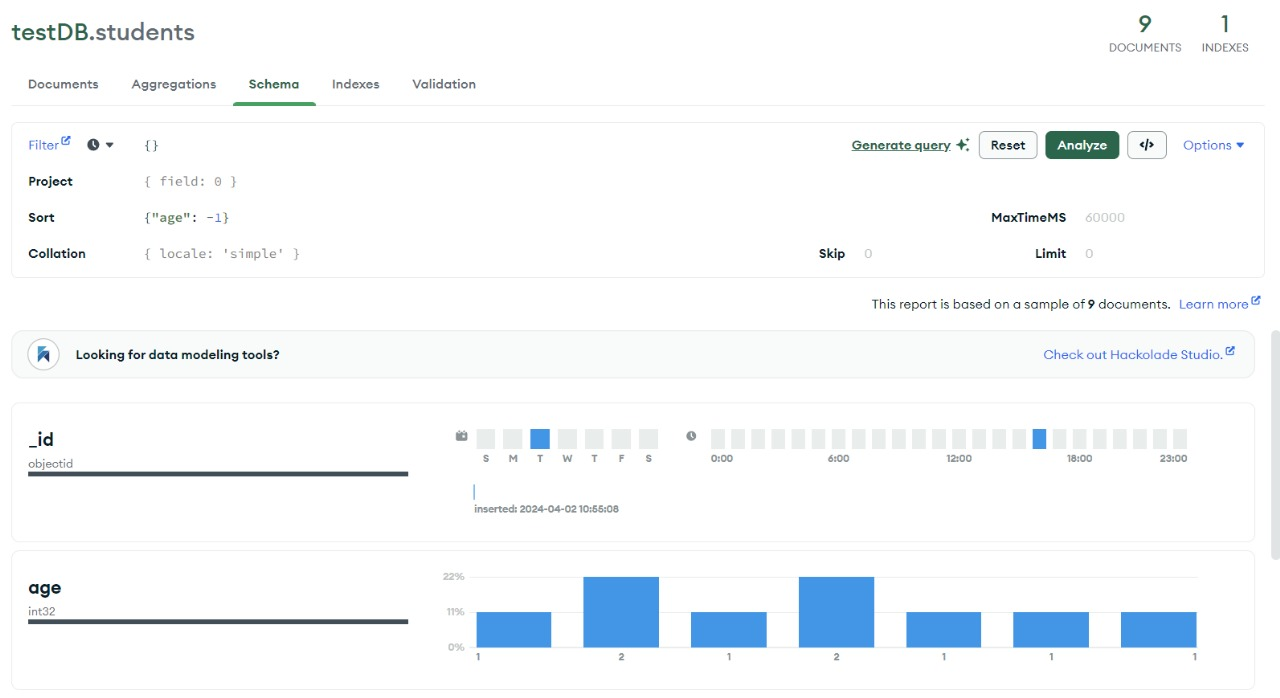 testDB.students
9 1
DOCUMENTS INDEXES
Documents Aggregations Schema Indexes Validation
Filter {} Generate query Reset Analyze </> Options
Project { field: 0 }
Sort {"age": -1} MaxTimeMS 60000
Collation { locale: 'simple' } Skip 0 Limit 0
This report is based on a sample of 9 documents. Learn more
Looking for data modeling tools? Check out Hackolade Studio.
_id
objectid
S M T W T F S 0:00 6:00 12:00 18:00 23:00
inserted: 2024-04-02 10:55:08
age
int32
22%
11%
0%
1 2 1 2 1 1 1